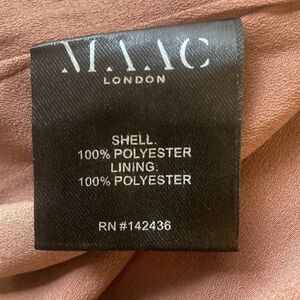 MAAC
LONDON
SHELL:
100% POLYESTER
LINING:
100% POLYESTER
RN #142436